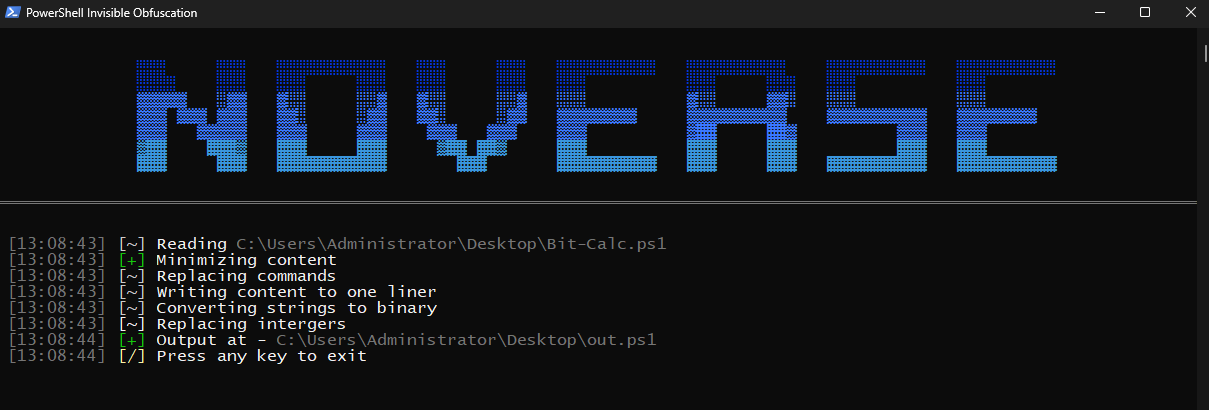 PowerShell Invisible Obfuscation
NOVERSE
[13:08:43] [~] Reading C:\Users\Administrator\Desktop\Bit-Calc.ps1
[13:08:43] [+] Minimizing content
[13:08:43] [~] Replacing commands
[13:08:43] [~] Writing content to one liner
[13:08:43] [~] Converting strings to binary
[13:08:43] [~] Replacing intergers
[13:08:44] [+] Output at - C:\Users\Administrator\Desktop\out.ps1
[13:08:44] [/] Press any key to exit